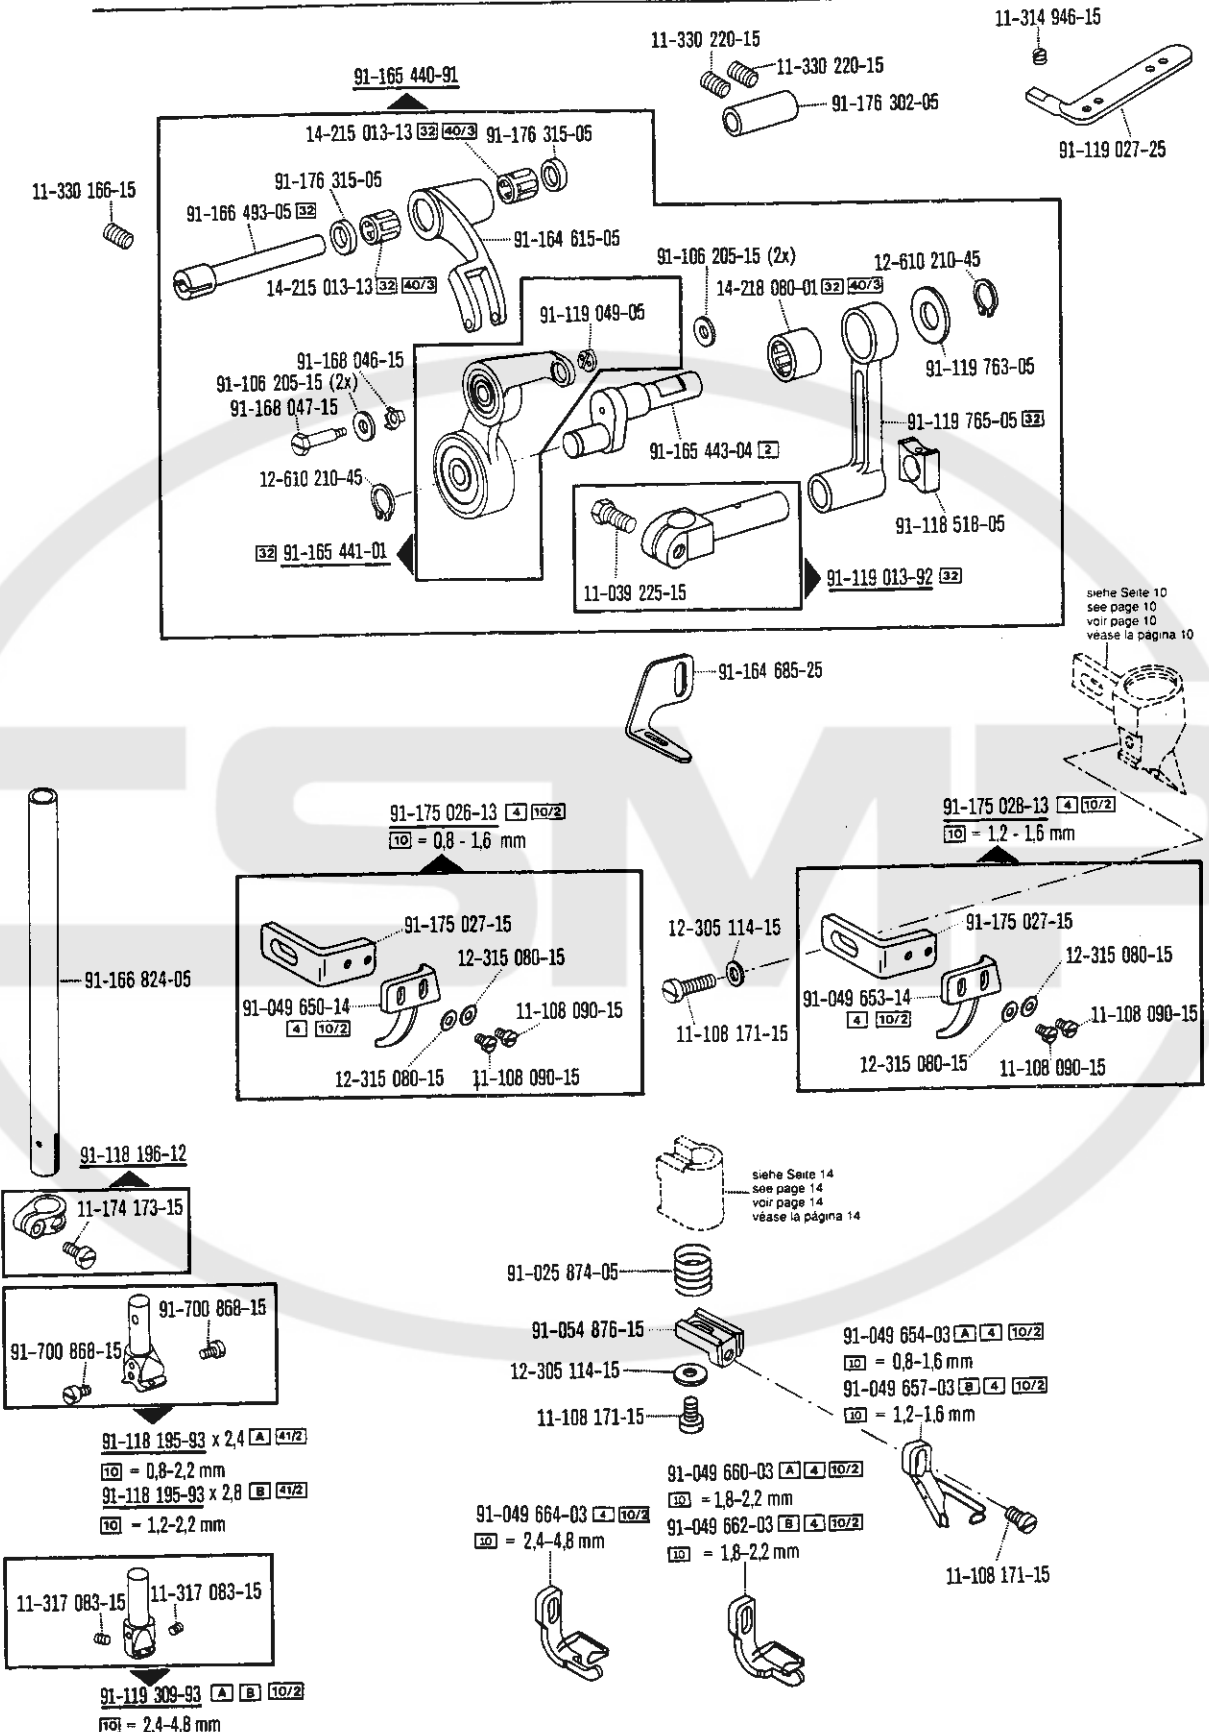 11-314 946-15
11-330 220-15
11-330 220-15
91-165 440-91
91-176 302-05
14-215 013-13 32 40/3 91-176 315-05
91-119 027-25
91-176 315-05
11-330 166-15
91-166 493-05 32
91-164 615-05
91-106 205-15 (2x)
12-610 210-45
14-215 013-13 32 40/3
14-218 080-01 32 40/3
91-119 049-05
91-168 046-15
91-119 763-05
91-106 205-15 (2x)
91-168 047-15
91-119 765-05 32
91-165 443-04 2
12-610 210-45
91-118 518-05
32 91-165 441-01
91-119 013-92 32
11-039 225-15
siehe Seite 10
see page 10
voir page 10
véase la página 10
91-164 685-25
91-175 026-13 4 10/2
10 = 0,8 - 1,6 mm
91-175 028-13 4 10/2
10 = 1,2 - 1,6 mm
91-175 027-15
12-305 114-15
91-175 027-15
12-315 080-15
12-315 080-15
91-166 824-05
91-049 650-14
4 10/2
11-108 090-15
91-049 653-14
4 10/2
11-108 090-15
11-108 171-15
12-315 080-15
11-108 090-15
12-315 080-15
11-108 090-15
91-118 196-12
11-174 173-15
siehe Seite 14
see page 14
voir page 14
véase la página 14
91-025 874-05
91-700 868-15
91-700 868-15
91-054 876-15
91-049 654-03 A 4 10/2
10 = 0,8-1,6 mm
12-305 114-15
91-049 657-03 B 4 10/2
10 = 1,2-1,6 mm
11-108 171-15
91-118 195-93 x 2,4 A 41/2
10 = 0,8-2,2 mm
91-118 195-93 x 2,8 B 41/2
10 = 1,2-2,2 mm
91-049 660-03 A 4 10/2
10 = 1,8-2,2 mm
91-049 664-03 4 10/2
10 = 2,4-4,8 mm
91-049 662-03 B 4 10/2
10 = 1,8-2,2 mm
11-108 171-15
11-317 083-15
11-317 083-15
91-119 309-93 A B 10/2
10 = 2,4-4,8 mm
ESMP